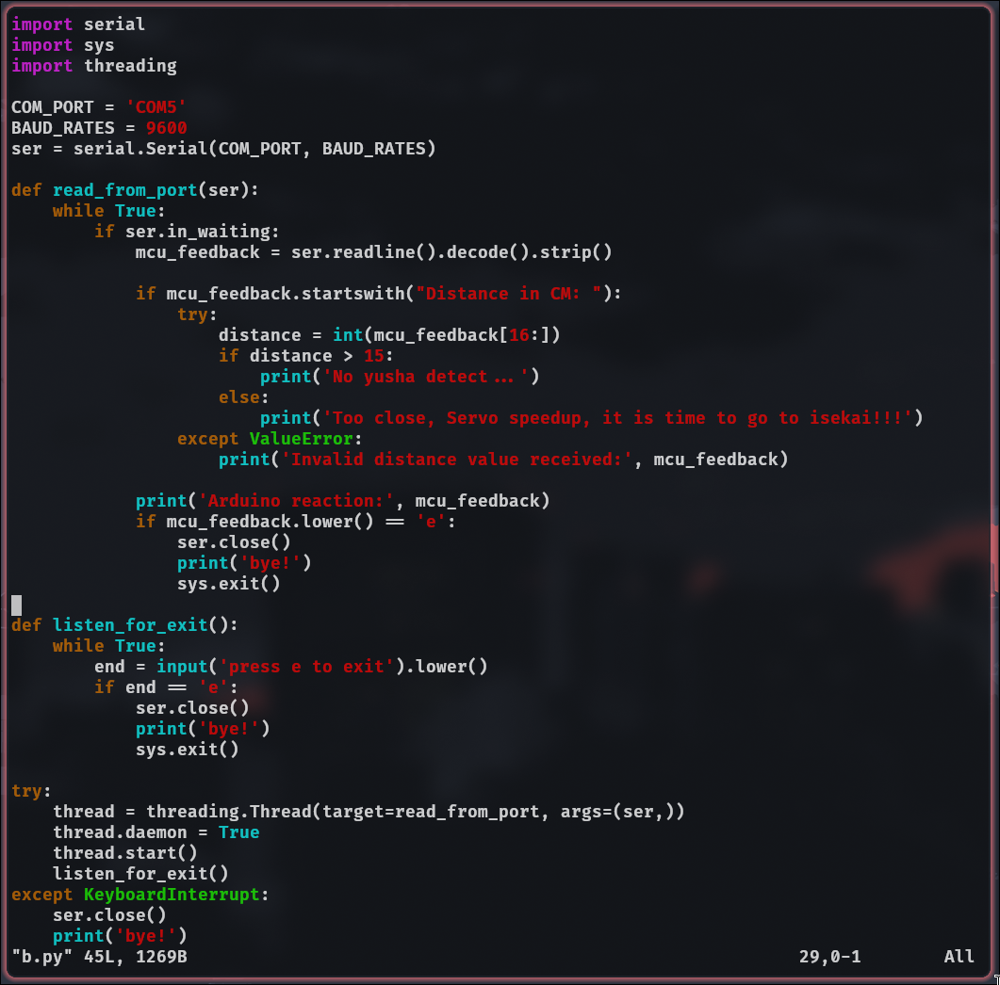 import serial
import sys
import threading

COM_PORT = 'COM5'
BAUD_RATES = 9600
ser = serial.Serial(COM_PORT, BAUD_RATES)

def read_from_port(ser):
    while True:
        if ser.in_waiting:
            mcu_feedback = ser.readline().decode().strip()

            if mcu_feedback.startswith("Distance in CM: "):
                try:
                    distance = int(mcu_feedback[16:])
                    if distance > 15:
                        print('No yusha detect...')
                    else:
                        print('Too close, Servo speedup, it is time to go to isekai!!!')
                except ValueError:
                    print('Invalid distance value received:', mcu_feedback)

            print('Arduino reaction:', mcu_feedback)
            if mcu_feedback.lower() == 'e':
                ser.close()
                print('bye!')
                sys.exit()

def listen_for_exit():
    while True:
        end = input('press e to exit').lower()
        if end == 'e':
            ser.close()
            print('bye!')
            sys.exit()

try:
    thread = threading.Thread(target=read_from_port, args=(ser,))
    thread.daemon = True
    thread.start()
    listen_for_exit()
except KeyboardInterrupt:
    ser.close()
    print('bye!')
"b.py" 45L, 1269B 29,0-1 All